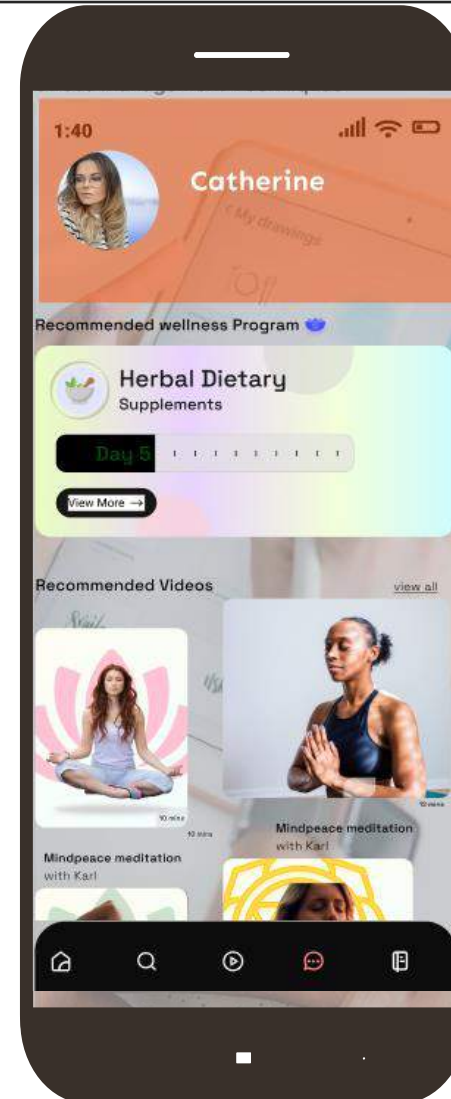 1:40
Catherine
< My drawings
Recommended wellness Program
Herbal Dietary
Supplements
Day 5
View More →
Recommended Videos
view all
10 mins
10 mins
10 mins
Mindpeace meditation
with Karl
Mindpeace meditation
with Karl